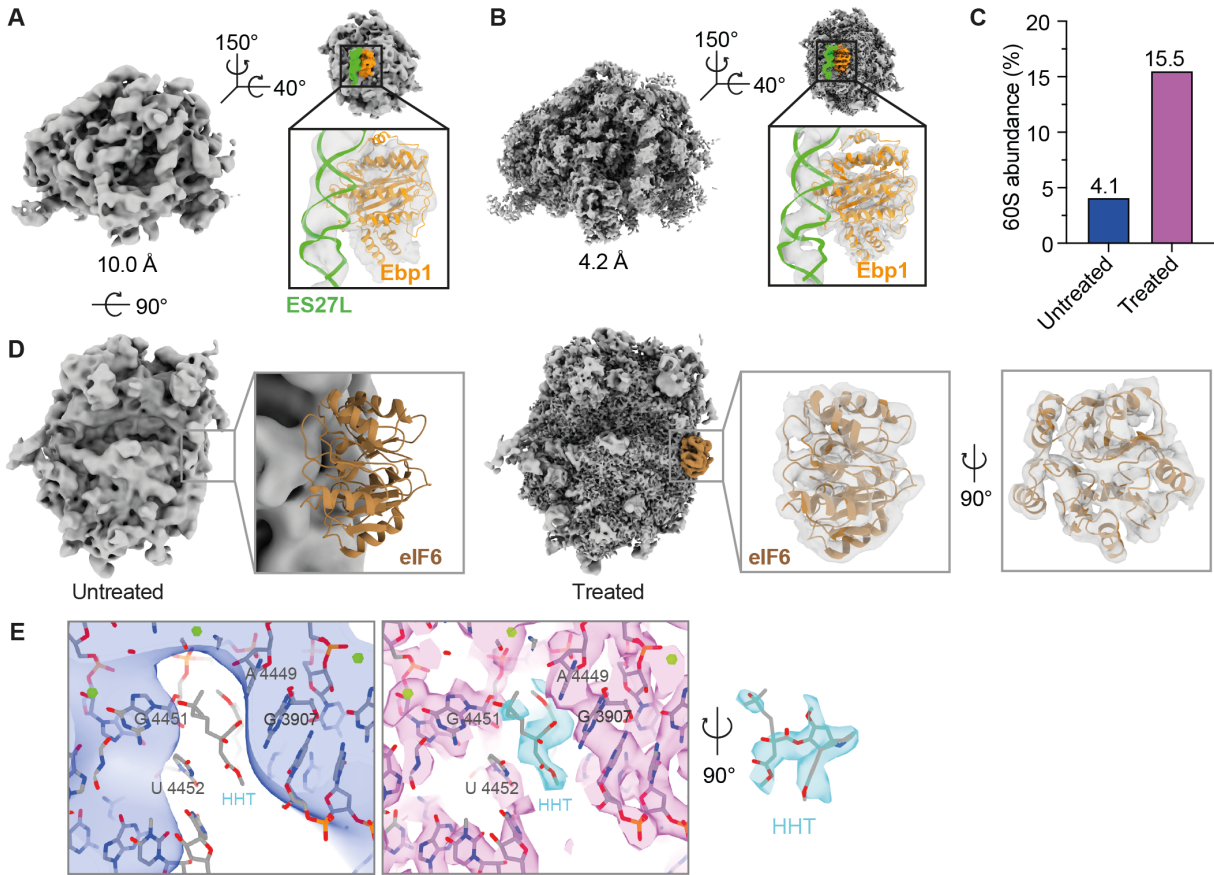 A
150°
40°
10.0 Å
90°
Ebp1
ES27L
B
150°
40°
4.2 Å
Ebp1
C
60S abundance (%)
20
15
10
5
0
4.1
15.5
Untreated
Treated
D
eIF6
Untreated
eIF6
Treated
90°
E
A 4449
G 4451
G 3907
U 4452
HHT
A 4449
G 4451
G 3907
U 4452
HHT
90°
HHT